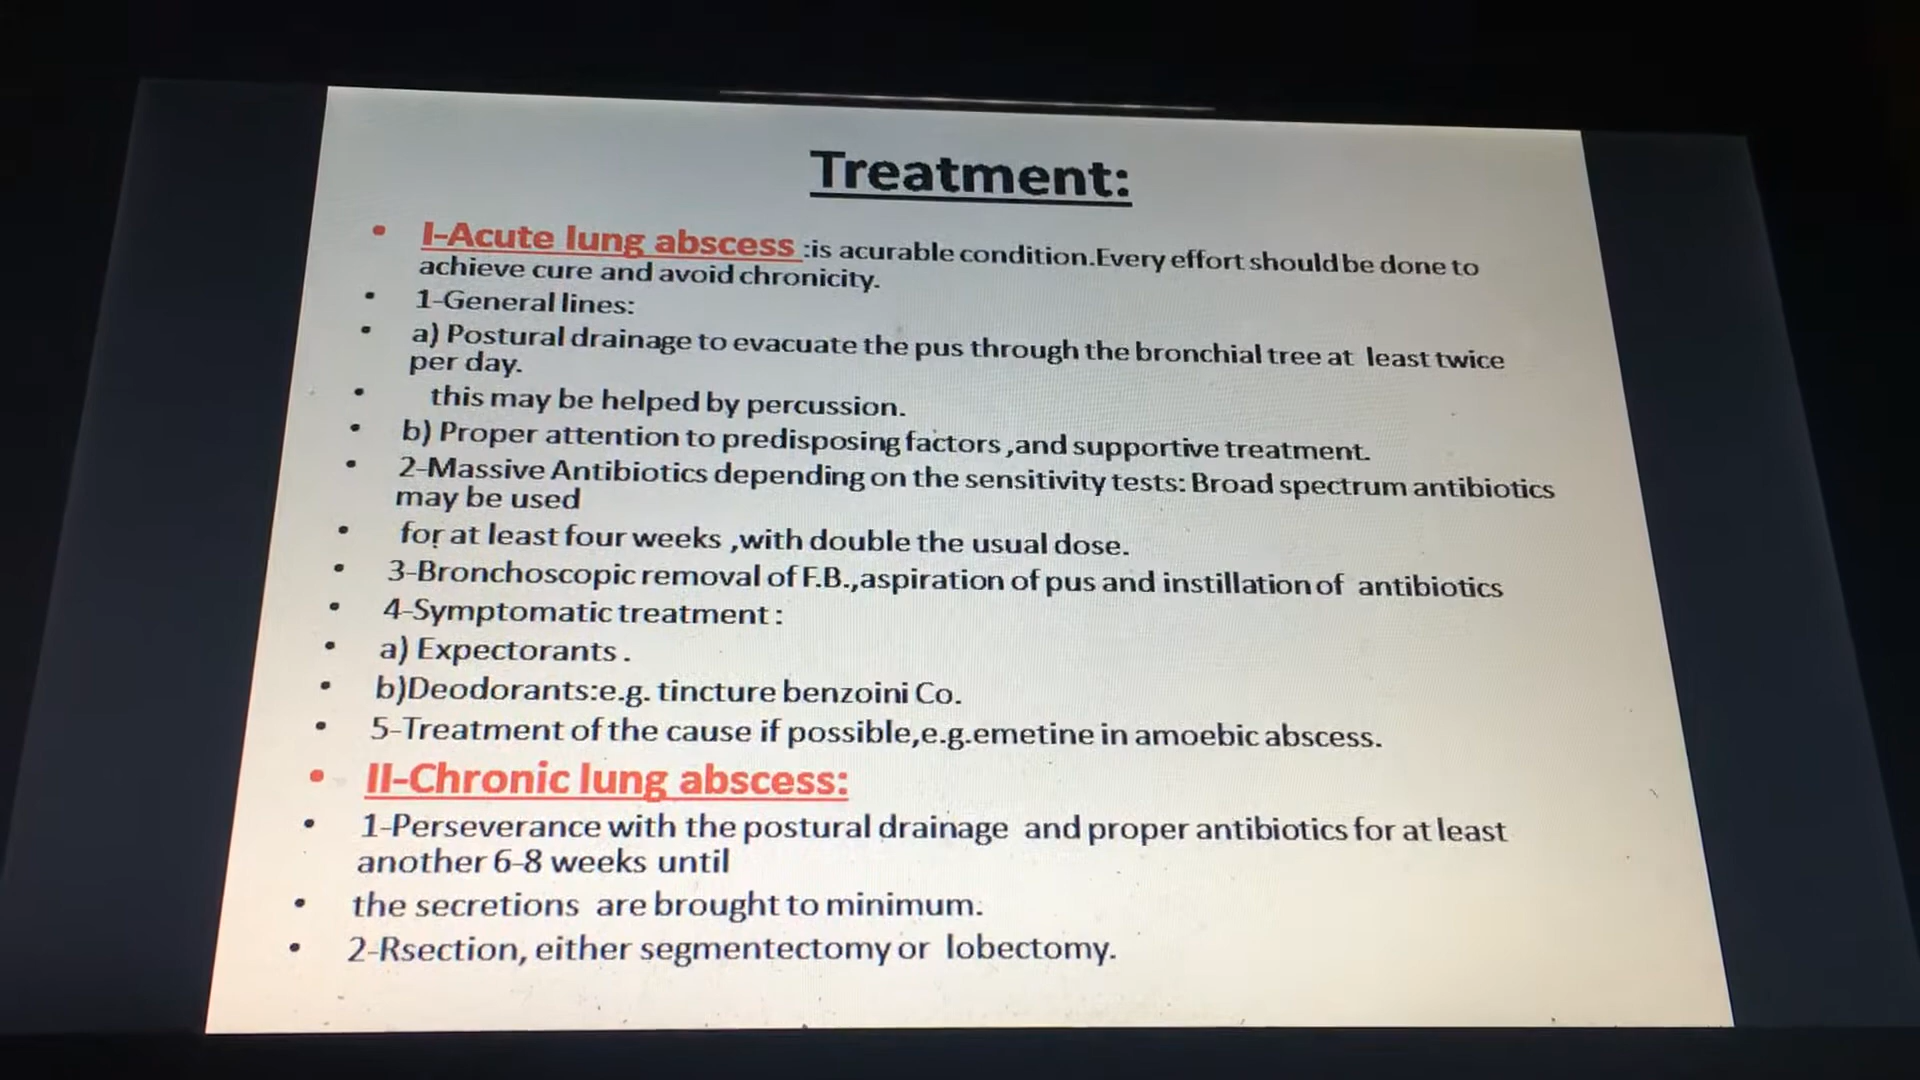 Treatment:
• I-Acute lung abscess :is acurable condition.Every effort should be done to
achieve cure and avoid chronicity.
• 1-General lines:
• a) Postural drainage to evacuate the pus through the bronchial tree at least twice
per day.
• this may be helped by percussion.
• b) Proper attention to predisposing factors ,and supportive treatment.
• 2-Massive Antibiotics depending on the sensitivity tests: Broad spectrum antibiotics
may be used
• for at least four weeks ,with double the usual dose.
• 3-Bronchoscopic removal of F.B.,aspiration of pus and instillation of antibiotics
• 4-Symptomatic treatment :
• a) Expectorants .
• b)Deodorants:e.g. tincture benzoini Co.
• 5-Treatment of the cause if possible,e.g.emetine in amoebic abscess.
• II-Chronic lung abscess:
• 1-Perseverance with the postural drainage and proper antibiotics for at least
another 6-8 weeks until
• the secretions are brought to minimum.
• 2-Rsection, either segmentectomy or lobectomy.